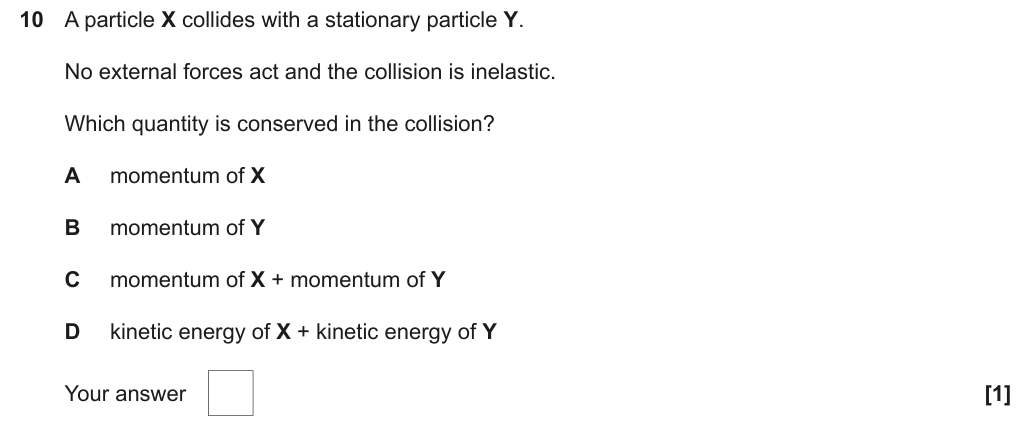 10 A particle X collides with a stationary particle Y.
No external forces act and the collision is inelastic.
Which quantity is conserved in the collision?
A momentum of X
B momentum of Y
C momentum of X + momentum of Y
D kinetic energy of X + kinetic energy of Y
Your answer [1]